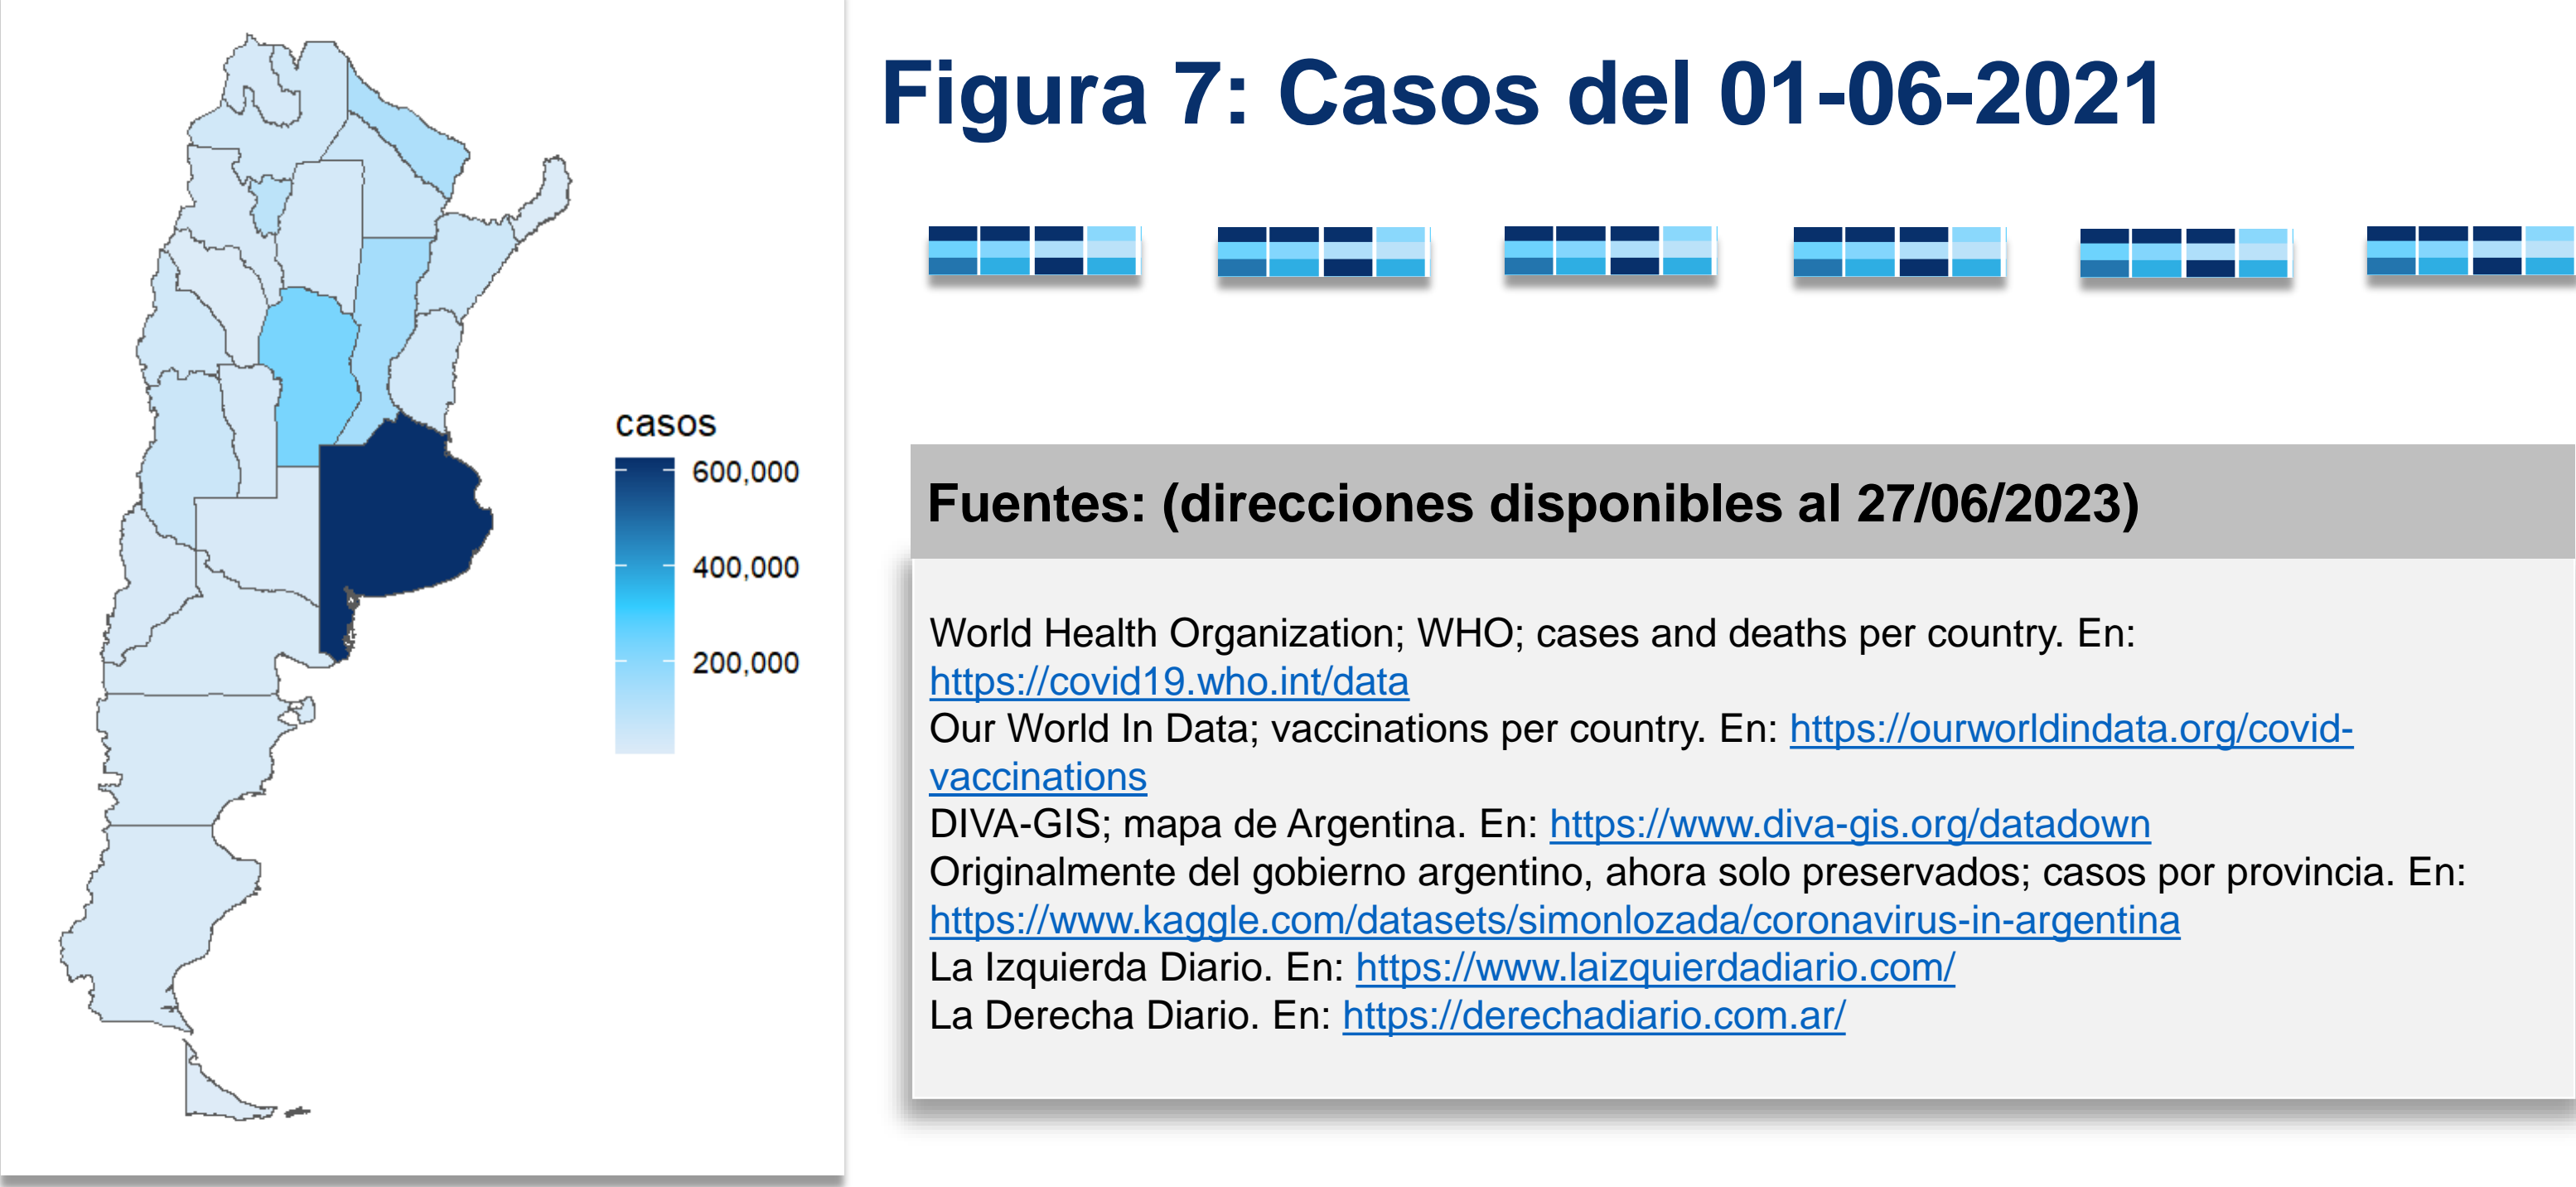 Figura 7: Casos del 01-06-2021
casos
600,000
400,000
200,000
Fuentes: (direcciones disponibles al 27/06/2023)
World Health Organization; WHO; cases and deaths per country. En:
https://covid19.who.int/data
Our World In Data; vaccinations per country. En: https://ourworldindata.org/covid-
vaccinations
DIVA-GIS; mapa de Argentina. En: https://www.diva-gis.org/datadown
Originalmente del gobierno argentino, ahora solo preservados; casos por provincia. En:
https://www.kaggle.com/datasets/simonlozada/coronavirus-in-argentina
La Izquierda Diario. En: https://www.laizquierdadiario.com/
La Derecha Diario. En: https://derechadiario.com.ar/